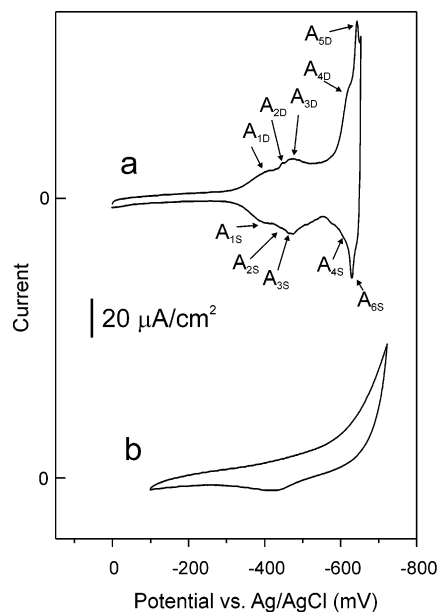 A5D
A4D
A3D
A2D
A1D
a
0
A1S
A2S
A3S
A4S
A6S
Current
20 μA/cm²
b
0
0 -200 -400 -600 -800
Potential vs. Ag/AgCl (mV)